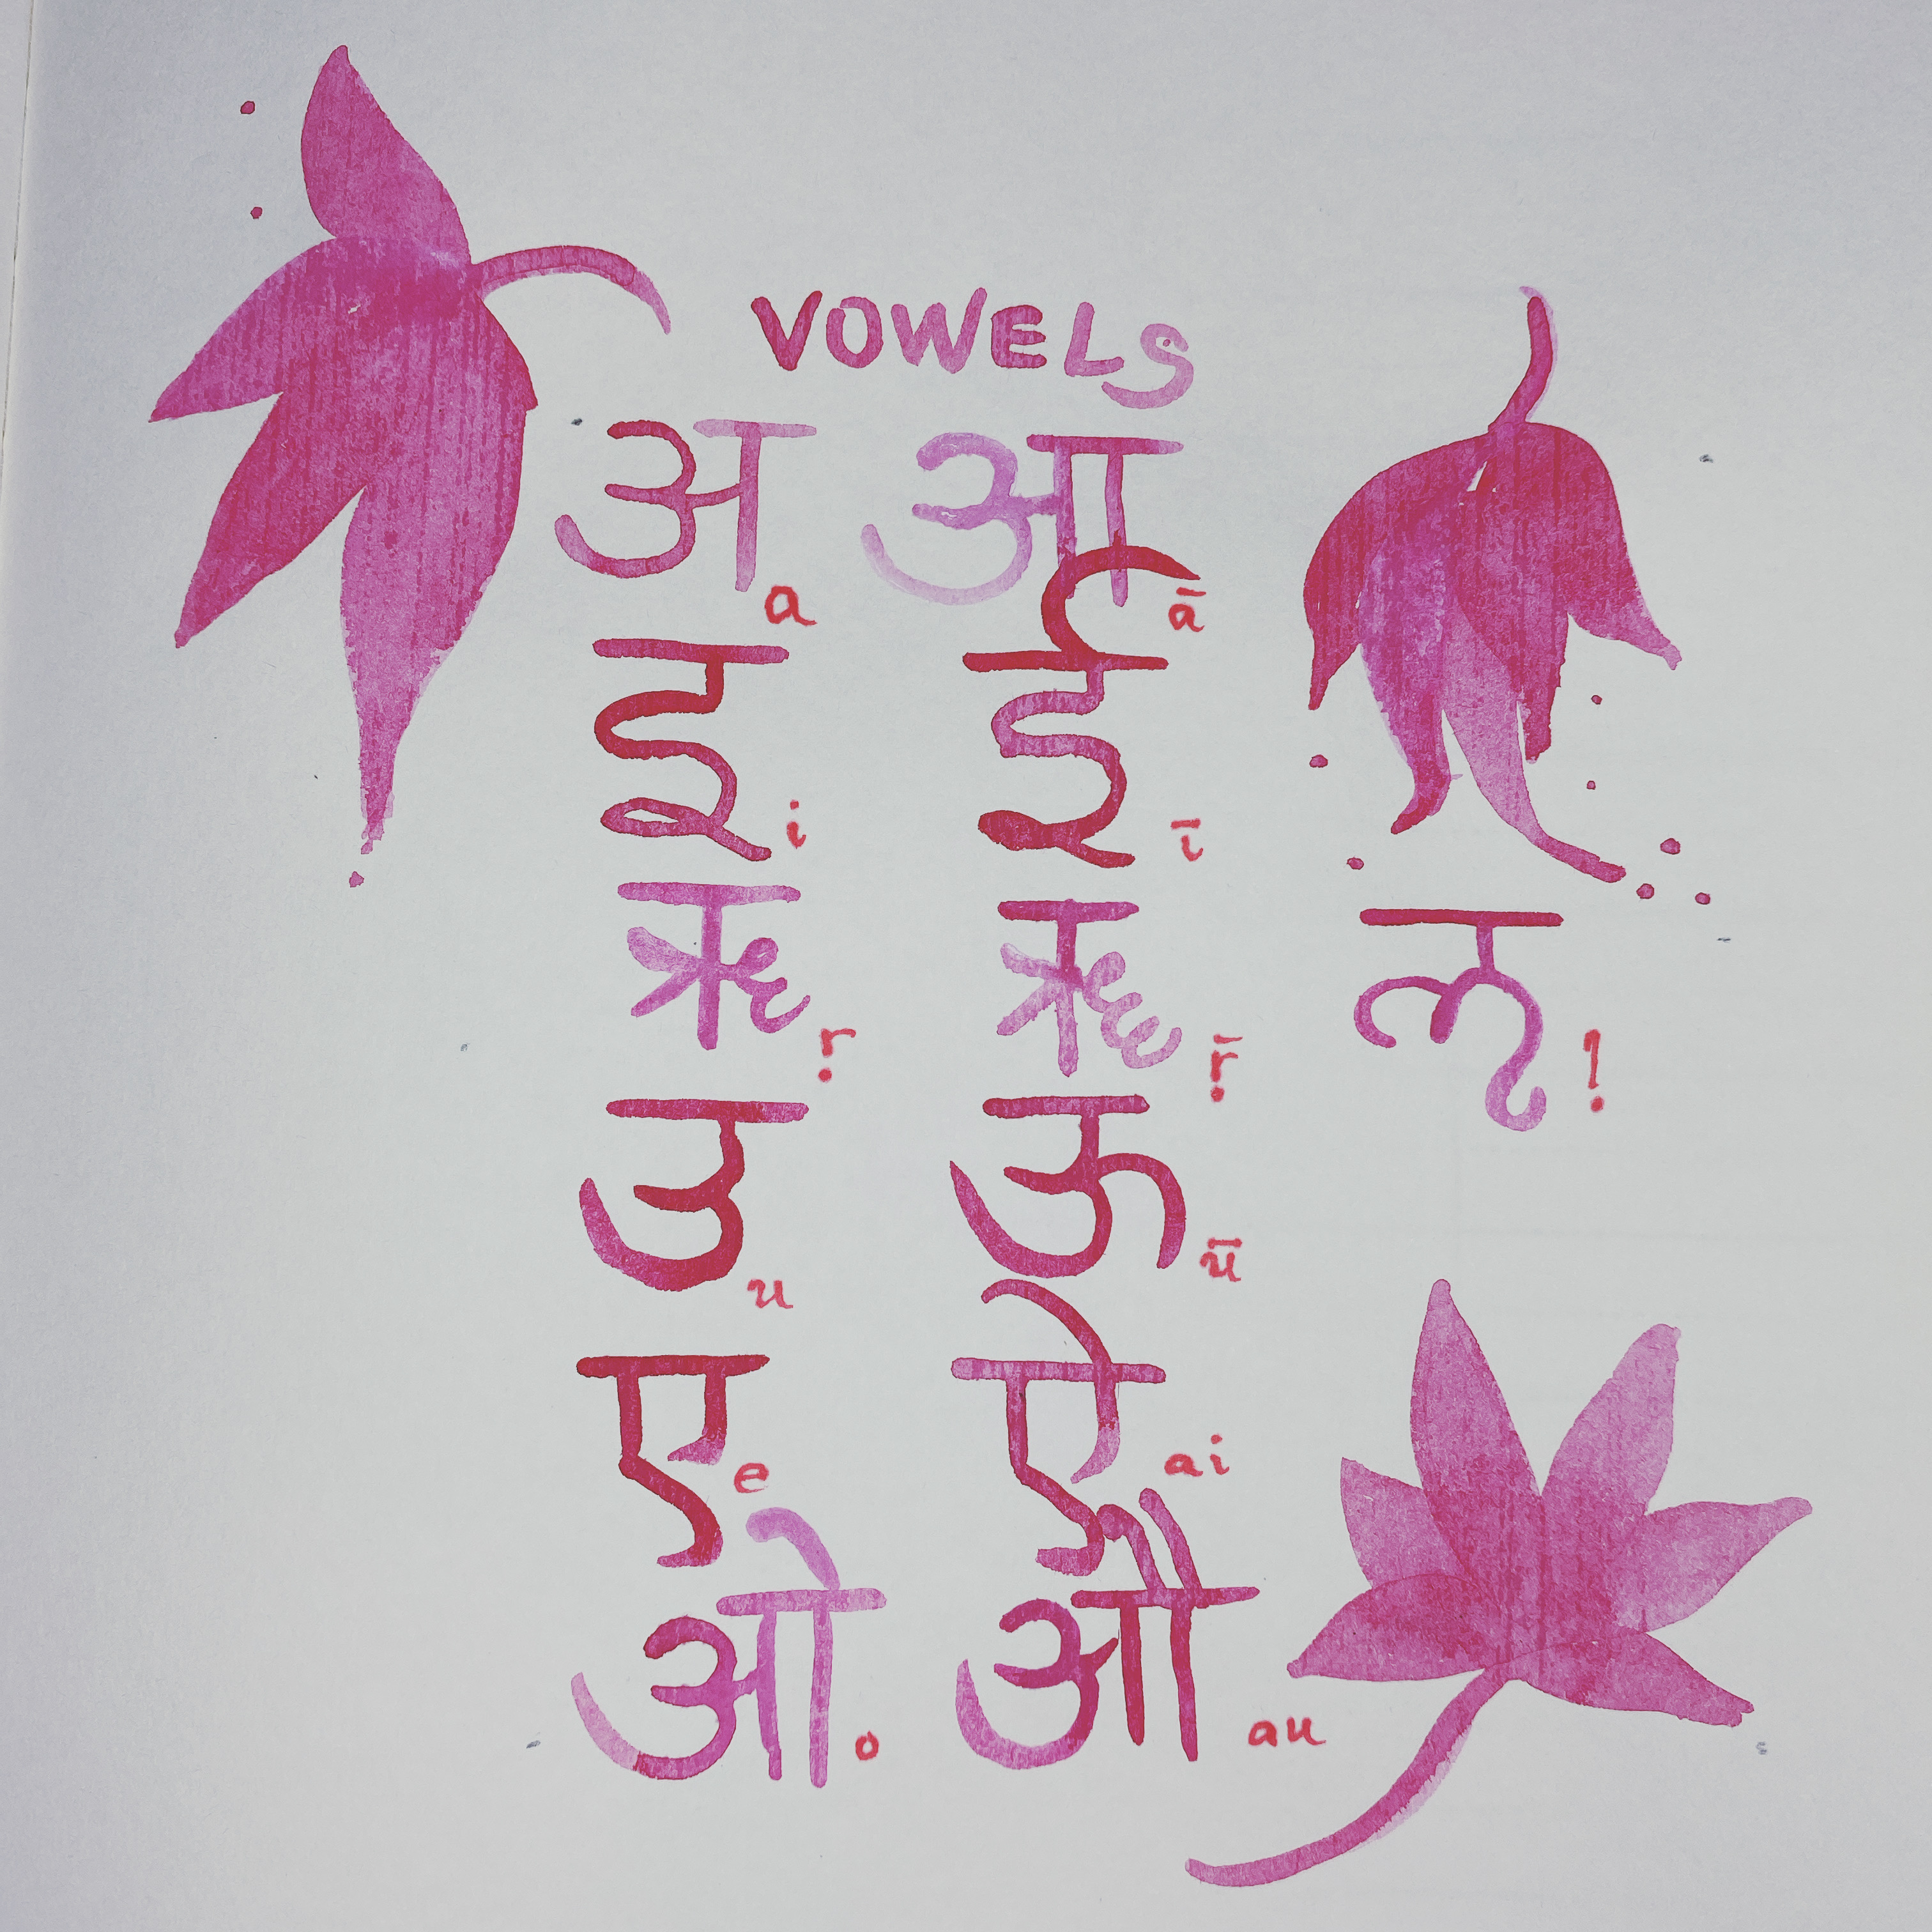 VOWELS
अ a आ ā
इ i ई ī
ऋ ṛ ॠ ṝ ऌ ḷ
उ u ऊ ū
ए e ऐ ai
ओ o औ au